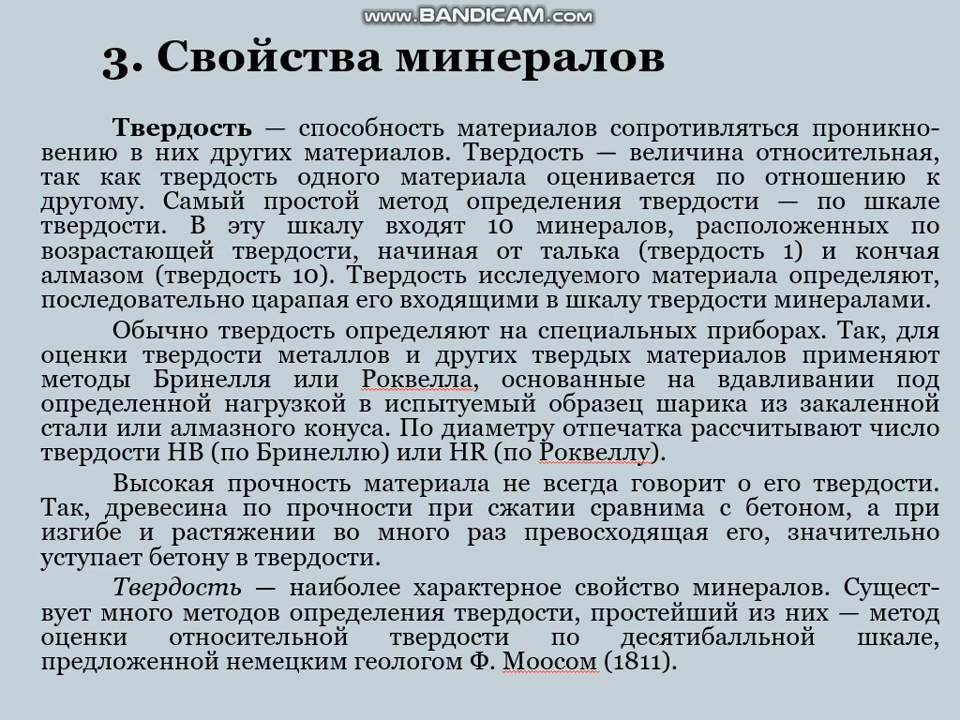 www.BANDICAM.com
3. Свойства минералов
Твердость — способность материалов сопротивляться проникно-
вению в них других материалов. Твердость — величина относительная,
так как твердость одного материала оценивается по отношению к
другому. Самый простой метод определения твердости — по шкале
твердости. В эту шкалу входят 10 минералов, расположенных по
возрастающей твердости, начиная от талька (твердость 1) и кончая
алмазом (твердость 10). Твердость исследуемого материала определяют,
последовательно царапая его входящими в шкалу твердости минералами.
Обычно твердость определяют на специальных приборах. Так, для
оценки твердости металлов и других твердых материалов применяют
методы Бринелля или Роквелла, основанные на вдавливании под
определенной нагрузкой в испытуемый образец шарика из закаленной
стали или алмазного конуса. По диаметру отпечатка рассчитывают число
твердости НВ (по Бринеллю) или HR (по Роквеллу).
Высокая прочность материала не всегда говорит о его твердости.
Так, древесина по прочности при сжатии сравнима с бетоном, а при
изгибе и растяжении во много раз превосходящая его, значительно
уступает бетону в твердости.
Твердость — наиболее характерное свойство минералов. Сущест-
вует много методов определения твердости, простейший из них — метод
оценки относительной твердости по десятибалльной шкале,
предложенной немецким геологом Ф. Моосом (1811).